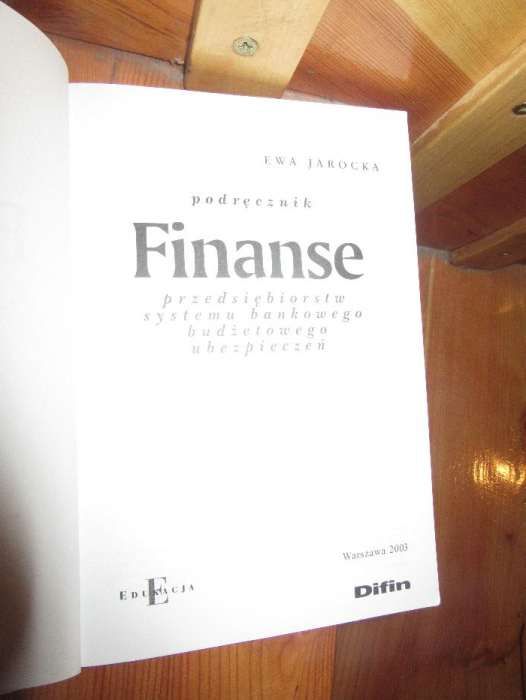 EWA JAROCKA
podręcznik
Finanse
przedsiębiorstw
systemu bankowego
budżetowego
ubezpieczeń
Warszawa 2003
EDUKACJA
E
Difin